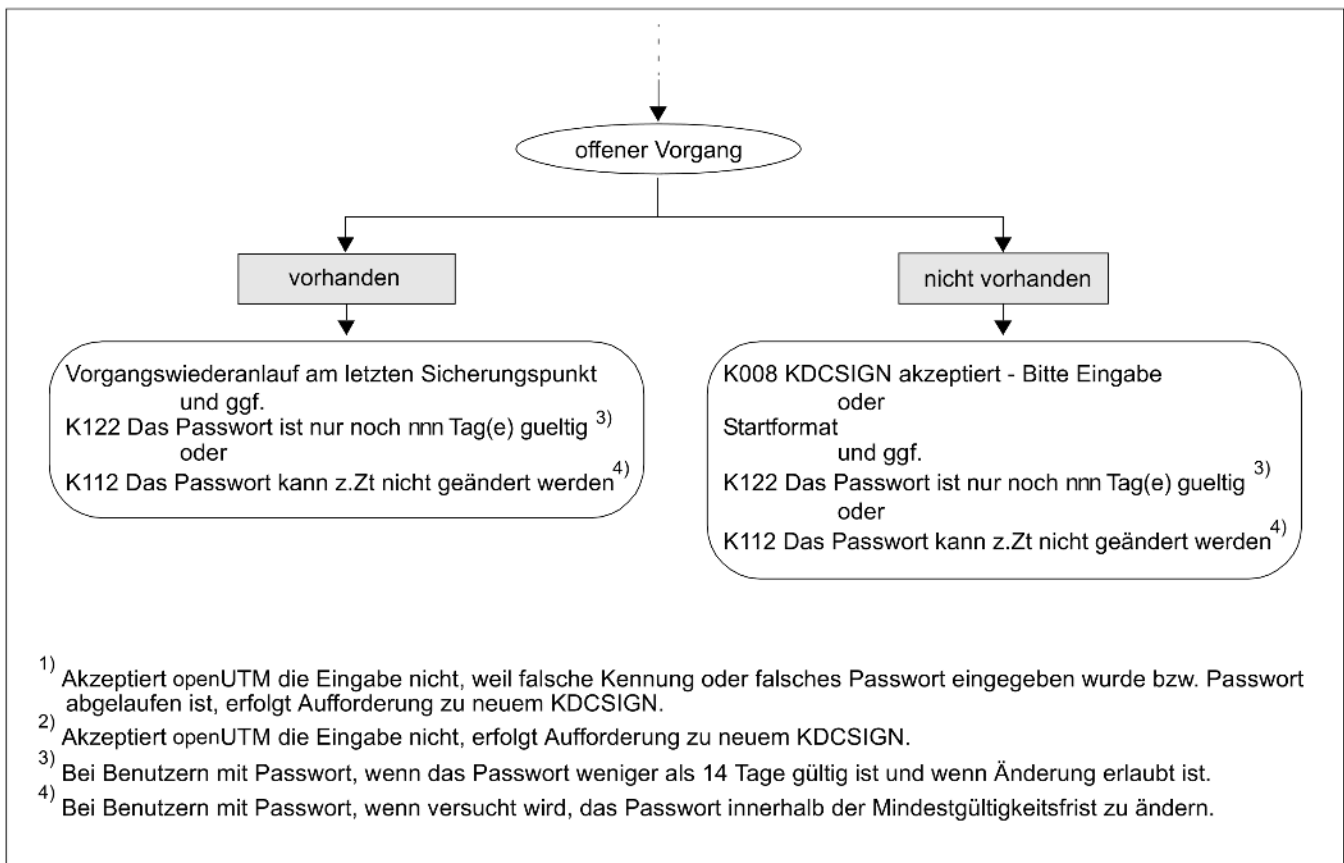 offener Vorgang
vorhanden
nicht vorhanden
Vorgangswiederanlauf am letzten Sicherungspunkt
und ggf.
K122 Das Passwort ist nur noch nnn Tag(e) gueltig 3)
oder
K112 Das Passwort kann z.Zt nicht geändert werden4)
K008 KDCSIGN akzeptiert - Bitte Eingabe
oder
Startformat
und ggf.
K122 Das Passwort ist nur noch nnn Tag(e) gueltig 3)
oder
K112 Das Passwort kann z.Zt nicht geändert werden4)
1) Akzeptiert openUTM die Eingabe nicht, weil falsche Kennung oder falsches Passwort eingegeben wurde bzw. Passwort
abgelaufen ist, erfolgt Aufforderung zu neuem KDCSIGN.
2) Akzeptiert openUTM die Eingabe nicht, erfolgt Aufforderung zu neuem KDCSIGN.
3) Bei Benutzern mit Passwort, wenn das Passwort weniger als 14 Tage gültig ist und wenn Änderung erlaubt ist.
4) Bei Benutzern mit Passwort, wenn versucht wird, das Passwort innerhalb der Mindestgültigkeitsfrist zu ändern.